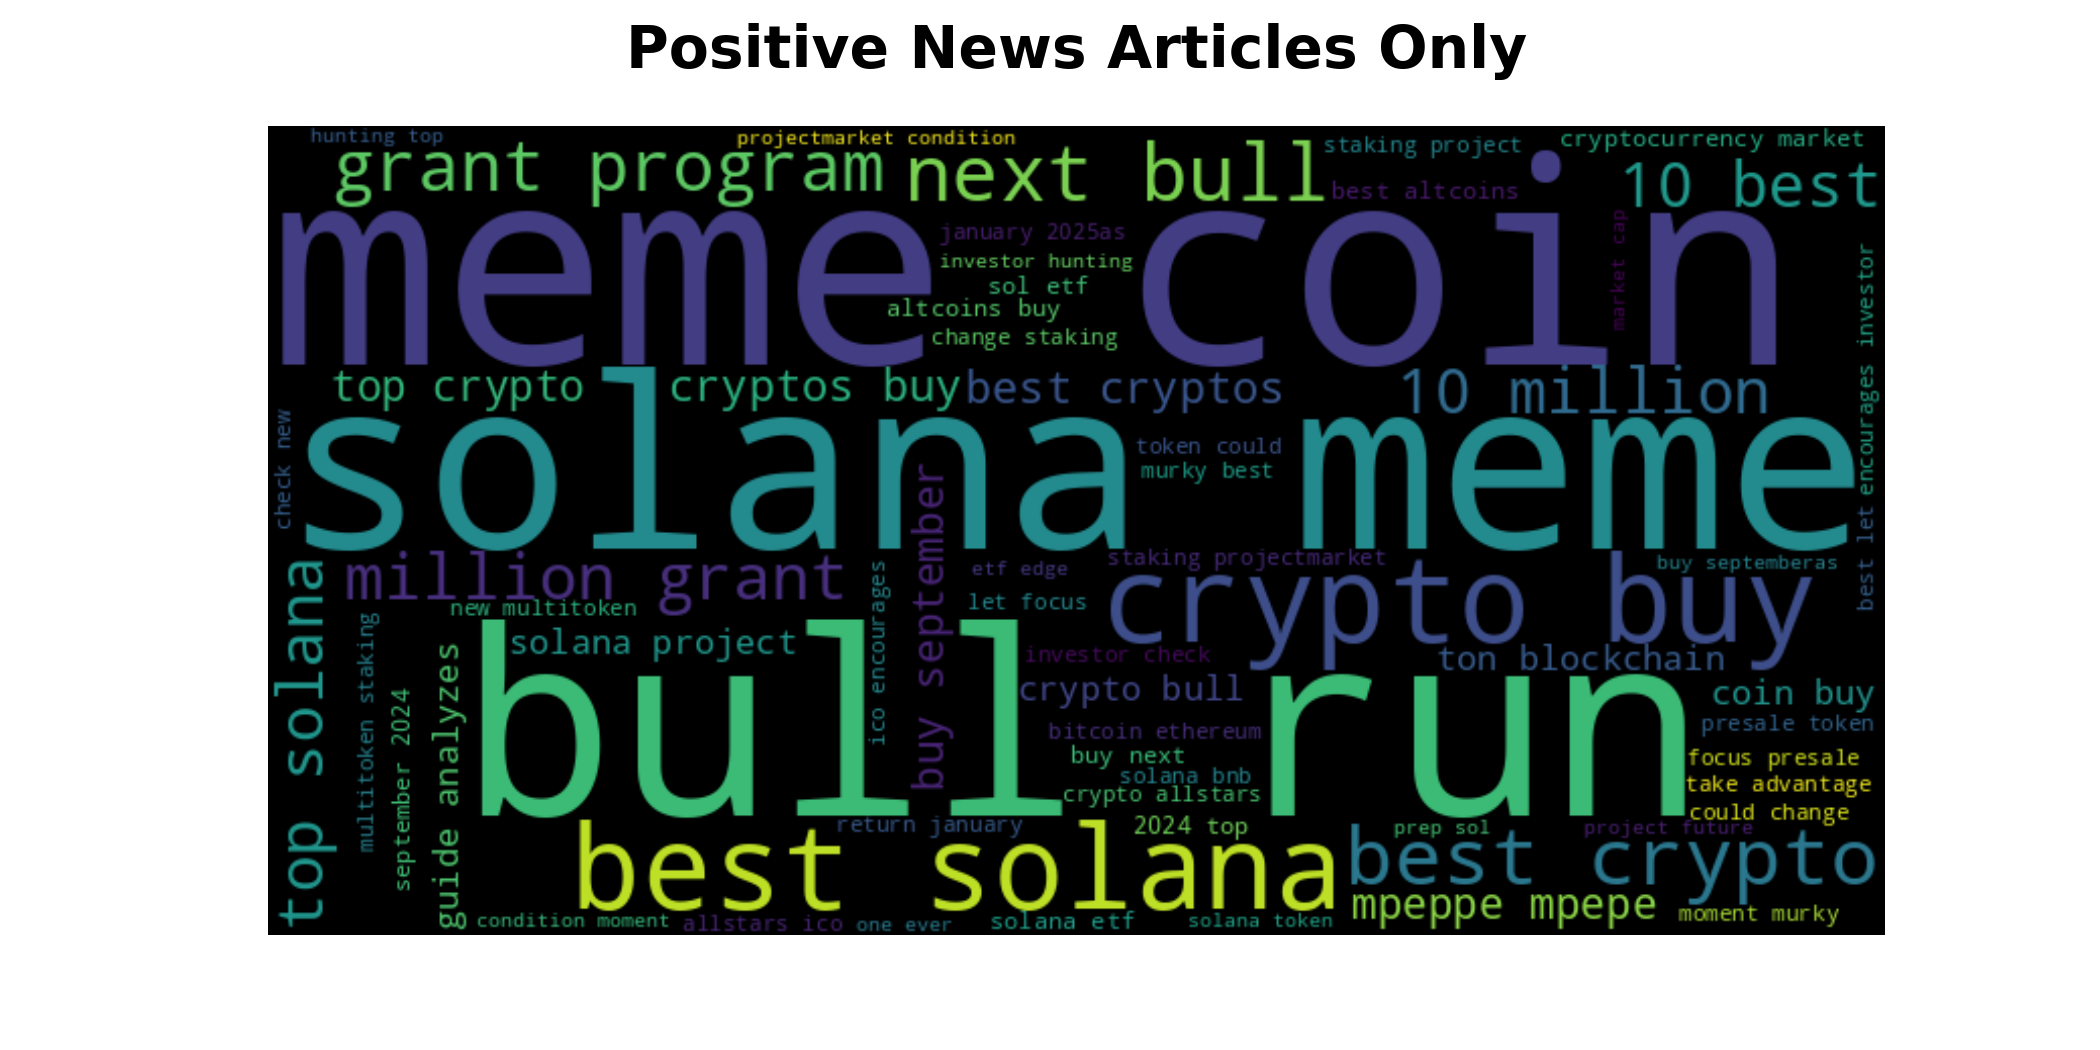 Positive News Articles Only
hunting top
projectmarket condition
staking project
cryptocurrency market
grant program
next bull
best altcoins
10 best
meme coin
january 2025as
investor hunting
sol etf
altcoins buy
change staking
market cap
encourages investor
top crypto
cryptos buy
best cryptos
10 million
check new
solana meme
token could
murky best
best let
million grant
buy september
staking projectmarket
etf edge
crypto buy
buy septemberas
new multitoken
let focus
ico encourages
top solana
solana project
multitoken staking
investor check
ton blockchain
september 2024
guide analyzes
bull run
crypto bull
coin buy
presale token
bitcoin ethereum
buy next
solana bnb
crypto allstars
focus presale
take advantage
could change
return january
2024 top
prep sol
project future
best solana
best crypto
mpeppe mpepe
condition moment
allstars ico
one ever
solana etf
solana token
moment murky